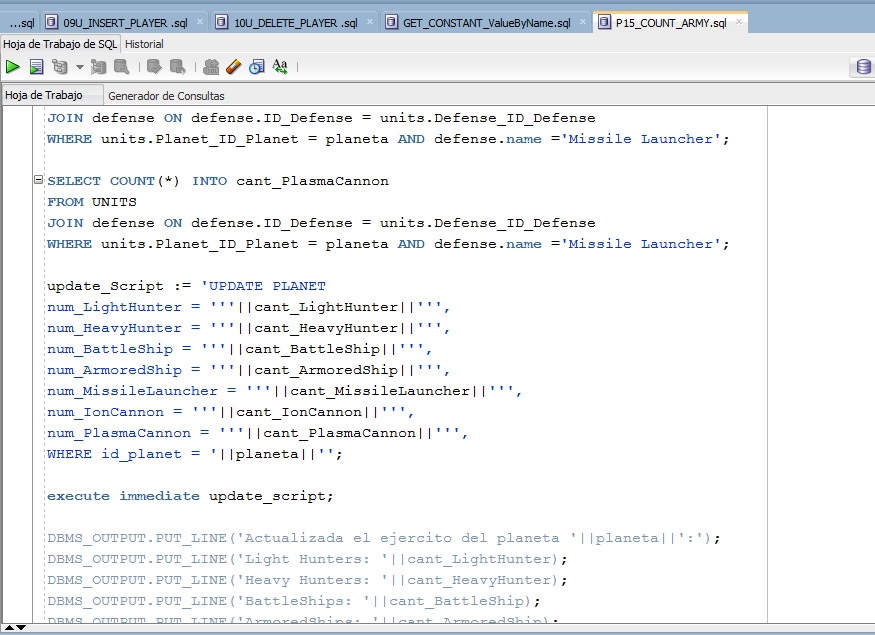 ...sql 09U_INSERT_PLAYER .sql 10U_DELETE_PLAYER .sql GET_CONSTANT_ValueByName.sql P15_COUNT_ARMY.sql
Hoja de Trabajo de SQL Historial
Aa
Hoja de Trabajo Generador de Consultas
JOIN defense ON defense.ID_Defense = units.Defense_ID_Defense
WHERE units.Planet_ID_Planet = planeta AND defense.name ='Missile Launcher';
SELECT COUNT(*) INTO cant_PlasmaCannon
FROM UNITS
JOIN defense ON defense.ID_Defense = units.Defense_ID_Defense
WHERE units.Planet_ID_Planet = planeta AND defense.name ='Missile Launcher';
update_Script := 'UPDATE PLANET
num_LightHunter = '''||cant_LightHunter||''',
num_HeavyHunter = '''||cant_HeavyHunter||''',
num_BattleShip = '''||cant_BattleShip||''',
num_ArmoredShip = '''||cant_ArmoredShip||''',
num_MissileLauncher = '''||cant_MissileLauncher||''',
num_IonCannon = '''||cant_IonCannon||''',
num_PlasmaCannon = '''||cant_PlasmaCannon||''',
WHERE id_planet = '||planeta||'';
execute immediate update_script;
DBMS_OUTPUT.PUT_LINE('Actualizada el ejercito del planeta '||planeta||':');
DBMS_OUTPUT.PUT_LINE('Light Hunters: '||cant_LightHunter);
DBMS_OUTPUT.PUT_LINE('Heavy Hunters: '||cant_HeavyHunter);
DBMS_OUTPUT.PUT_LINE('BattleShips: '||cant_BattleShip);
DBMS_OUTPUT.PUT_LINE('ArmoredShips: '||cant_ArmoredShip);